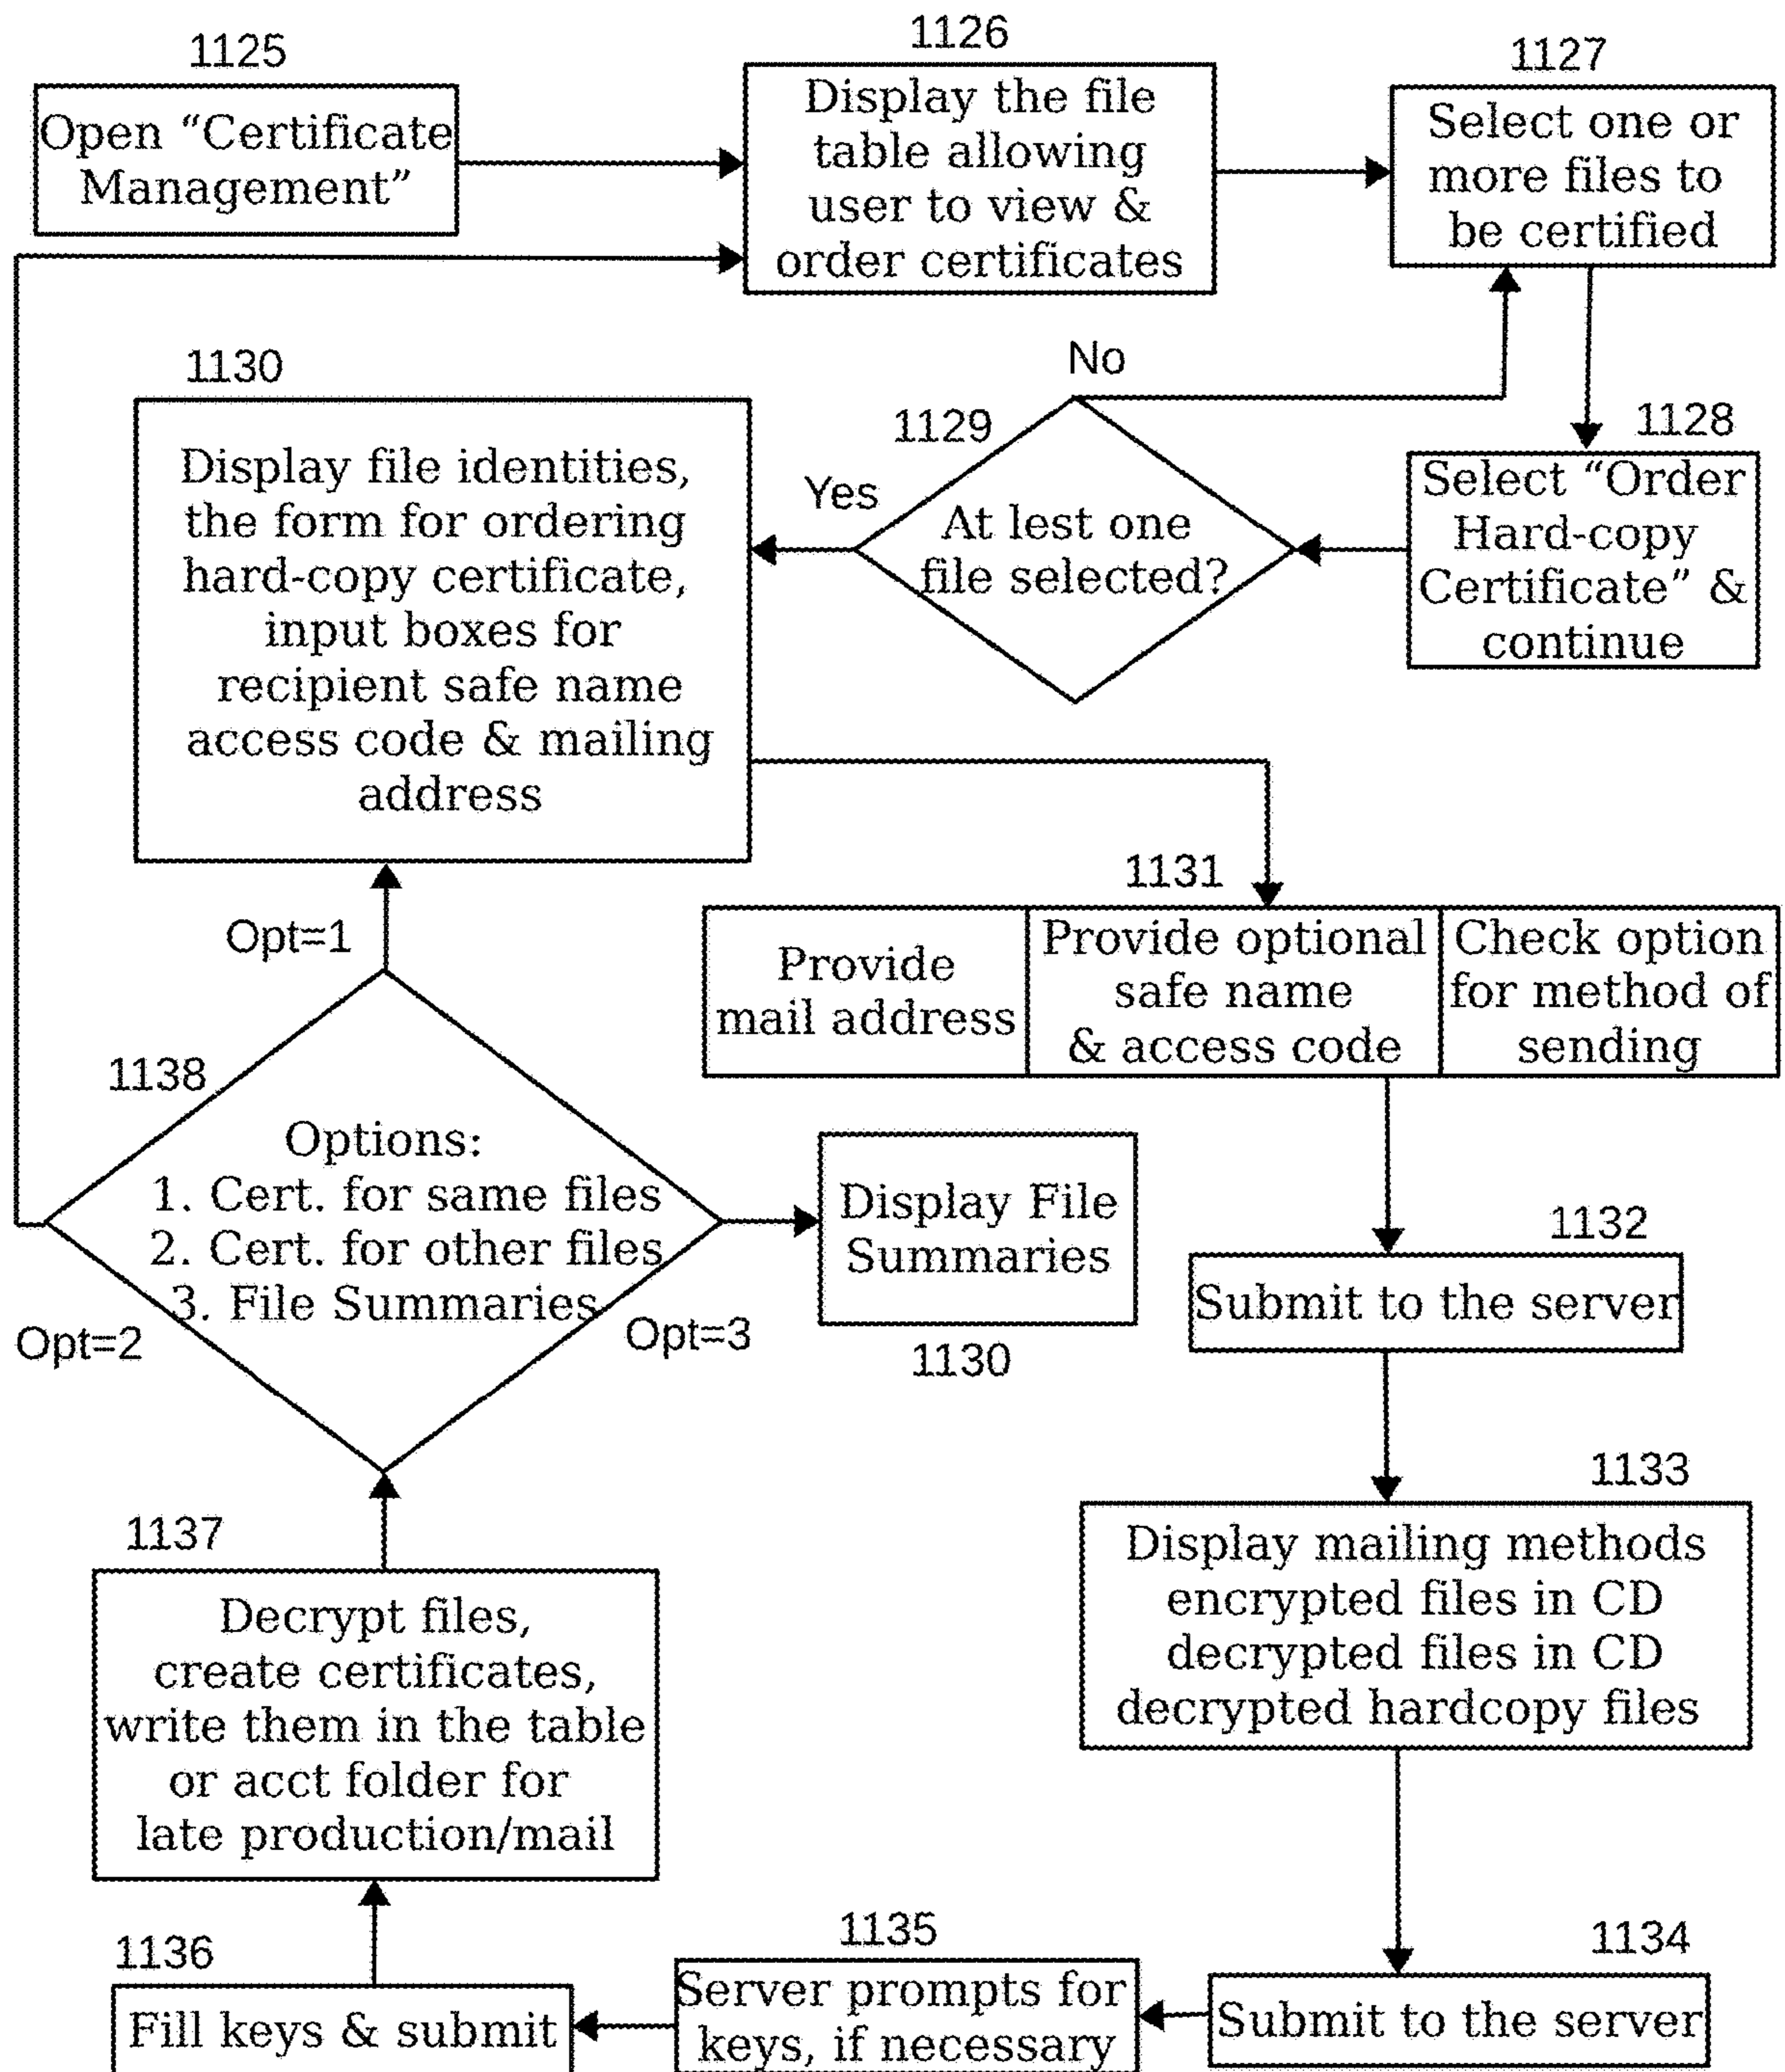 1125
Open “Certificate
Management”
1126
Display the file
table allowing
user to view &
order certificates
1127
Select one or
more files to
be certified
1128
Select “Order
Hard-copy
Certificate” &
continue
No
1129
Yes
At lest one
file selected?
1130
Display file identities,
the form for ordering
hard-copy certificate,
input boxes for
recipient safe name
access code & mailing
address
1131
Provide
mail address
Provide optional
safe name
& access code
Check option
for method of
sending
1132
Submit to the server
1133
Display mailing methods
encrypted files in CD
decrypted files in CD
decrypted hardcopy files
1134
Submit to the server
1135
Server prompts for
keys, if necessary
1136
Fill keys & submit
1137
Decrypt files,
create certificates,
write them in the table
or acct folder for
late production/mail
1138
Options:
1. Cert. for same files
2. Cert. for other files
3. File Summaries
Opt=1
Opt=2
Opt=3
Display File
Summaries
1130